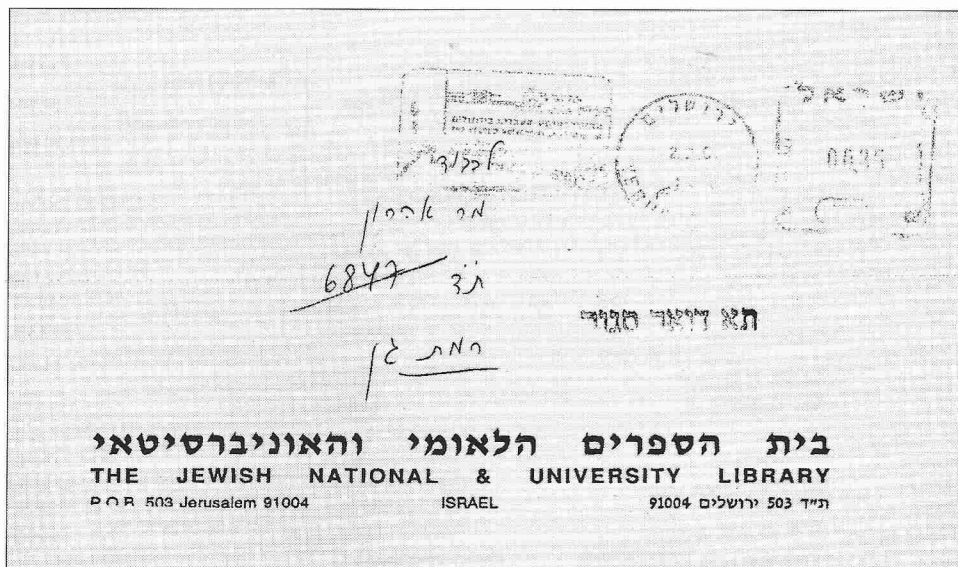 ישראל
ירושלים
0035
לכבוד
מר אהרון
ת.ד 6847
תא דואר סגור
רמת גן
בית הספרים הלאומי והאוניברסיטאי
THE JEWISH NATIONAL & UNIVERSITY LIBRARY
P.O.B. 503 Jerusalem 91004 ISRAEL ת״ד 503 ירושלים 91004